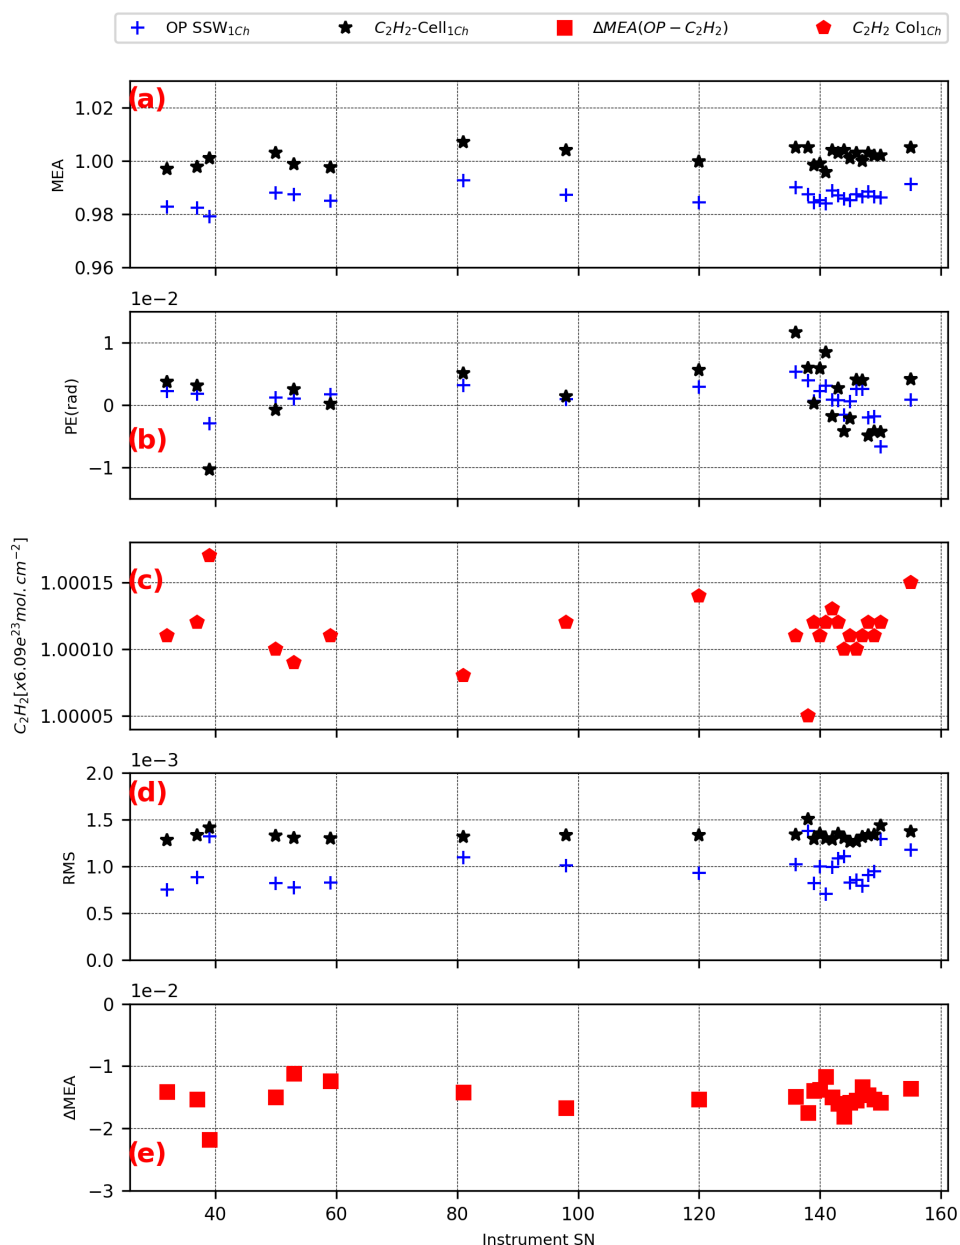 OP SSW1Ch C2H2-Cell1Ch ΔMEA(OP − C2H2) C2H2 Col1Ch
(a)
1.02
1.00
0.98
0.96
MEA
1e−2
1
0
−1
PE(rad)
(b)
(c)
1.00015
1.00010
1.00005
C2H2[x6.09e^23mol.cm^−2]
1e−3
(d)
2.0
1.5
1.0
0.5
0.0
RMS
1e−2
0
−1
−2
−3
ΔMEA
(e)
40 60 80 100 120 140 160
Instrument SN